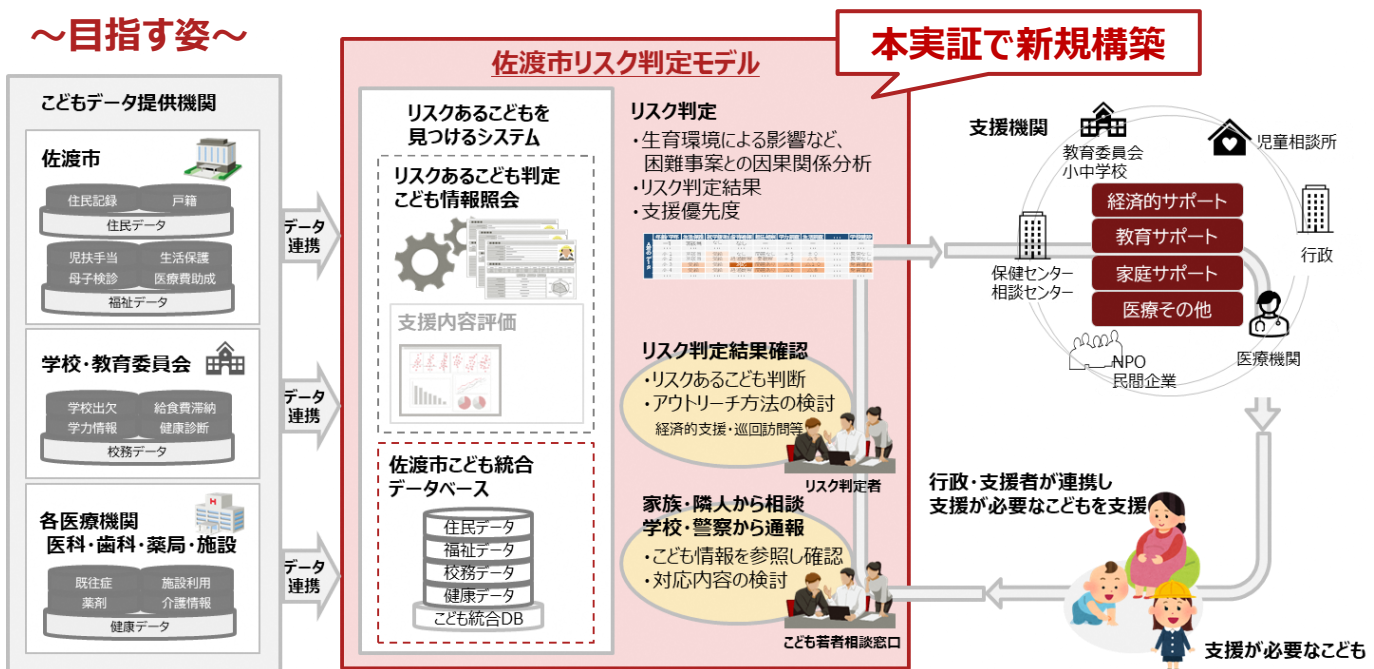 ～目指す姿～
こどもデータ提供機関
佐渡市
住民記録
戸籍
住民データ
児扶手当
生活保護
母子検診
医療費助成
福祉データ
学校・教育委員会
学校出欠
給食費滞納
学力情報
健康診断
校務データ
各医療機関
医科・歯科・薬局・施設
既往症
施設利用
薬剤
介護情報
健康データ
データ
連携
データ
連携
データ
連携
佐渡市リスク判定モデル
本実証で新規構築
リスクあるこどもを
見つけるシステム
リスクあるこども判定
こども情報照会
支援内容評価
佐渡市こども統合
データベース
住民データ
福祉データ
校務データ
健康データ
こども統合DB
リスク判定
・生育環境による影響など、
困難事案との因果関係分析
・リスク判定結果
・支援優先度
リスク判定結果確認
・リスクあるこども判断
・アウトリーチ方法の検討
経済的支援・巡回訪問等
リスク判定者
家族・隣人から相談
学校・警察から通報
・こども情報を参照し確認
・対応内容の検討
こども若者相談窓口
支援機関
教育委員会
小中学校
児童相談所
経済的サポート
教育サポート
家庭サポート
医療その他
保健センター
相談センター
行政
NPO
民間企業
医療機関
行政・支援者が連携し
支援が必要なこどもを支援
支援が必要なこども